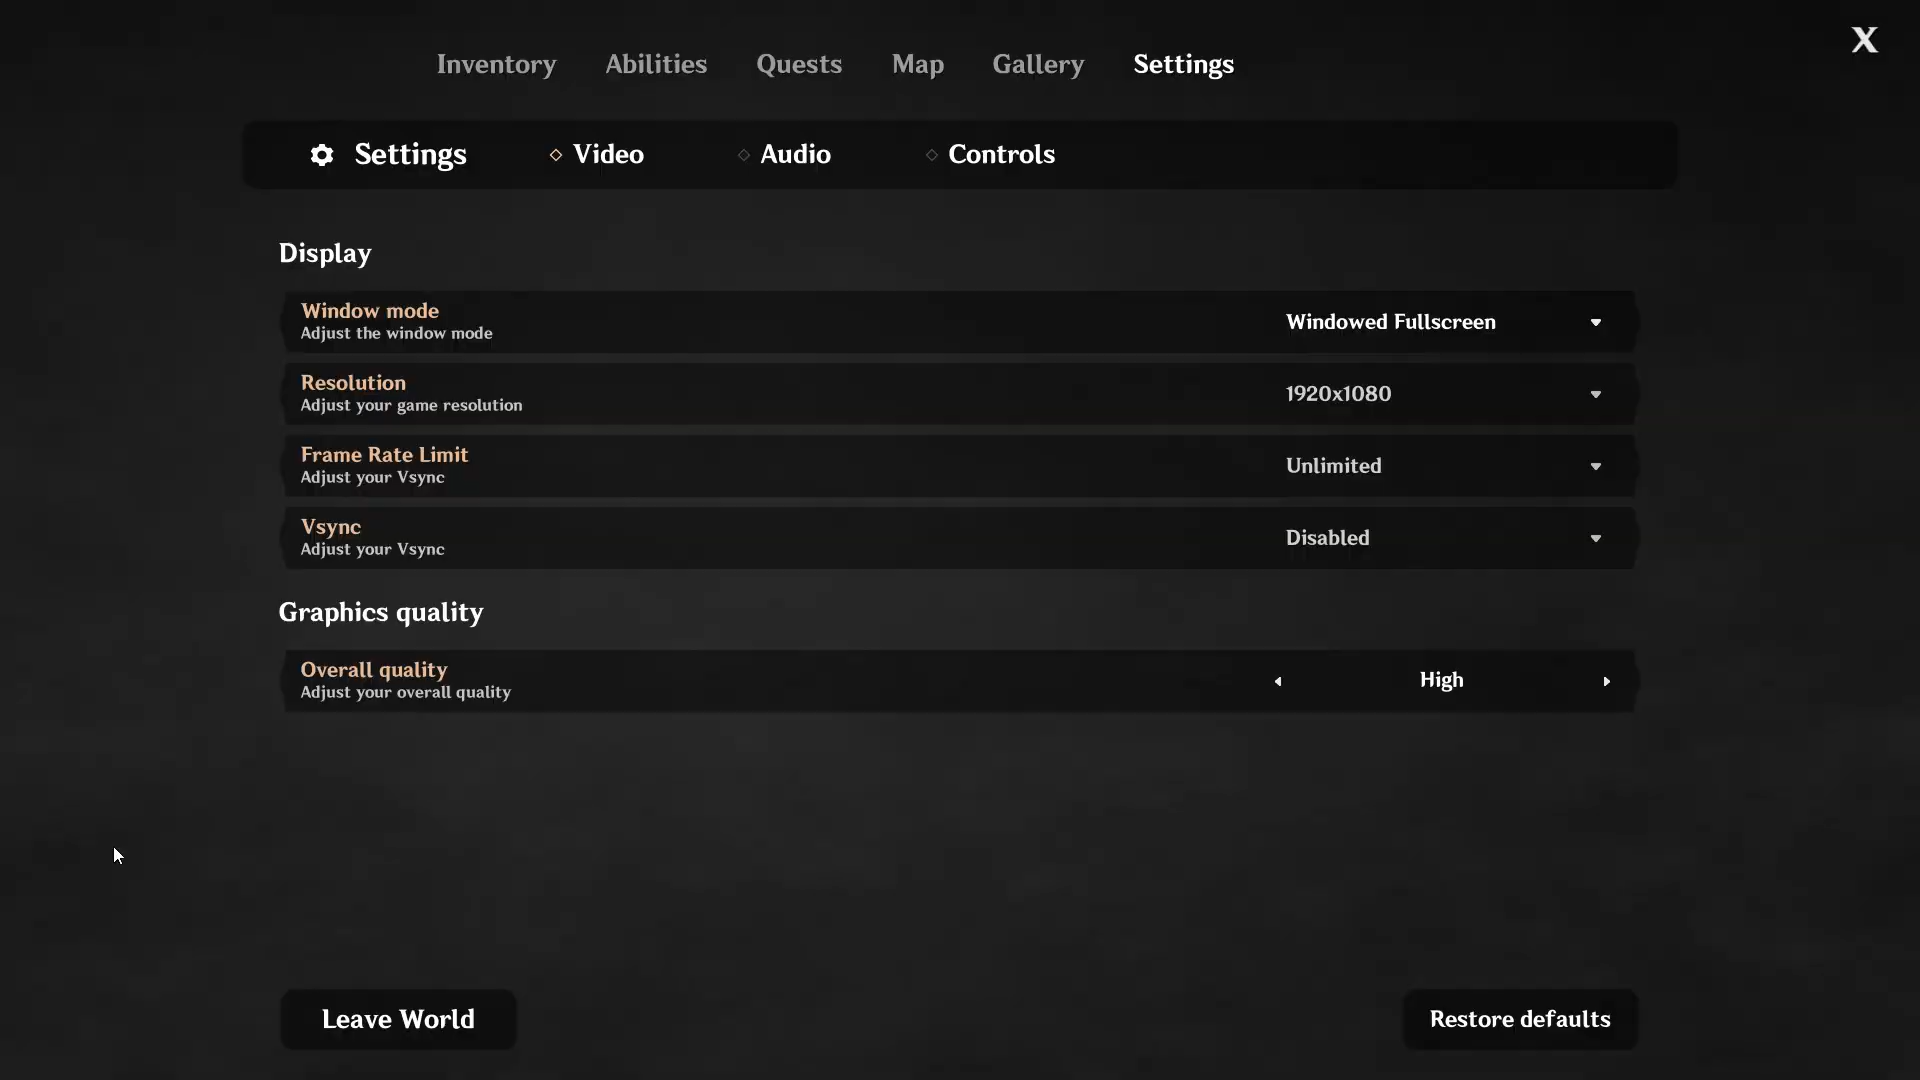 Inventory Abilities Quests Map Gallery Settings X
Settings Video Audio Controls
Display
Window mode
Adjust the window mode
Windowed Fullscreen
Resolution
Adjust your game resolution
1920x1080
Frame Rate Limit
Adjust your Vsync
Unlimited
Vsync
Adjust your Vsync
Disabled
Graphics quality
Overall quality
Adjust your overall quality
High
Leave World
Restore defaults